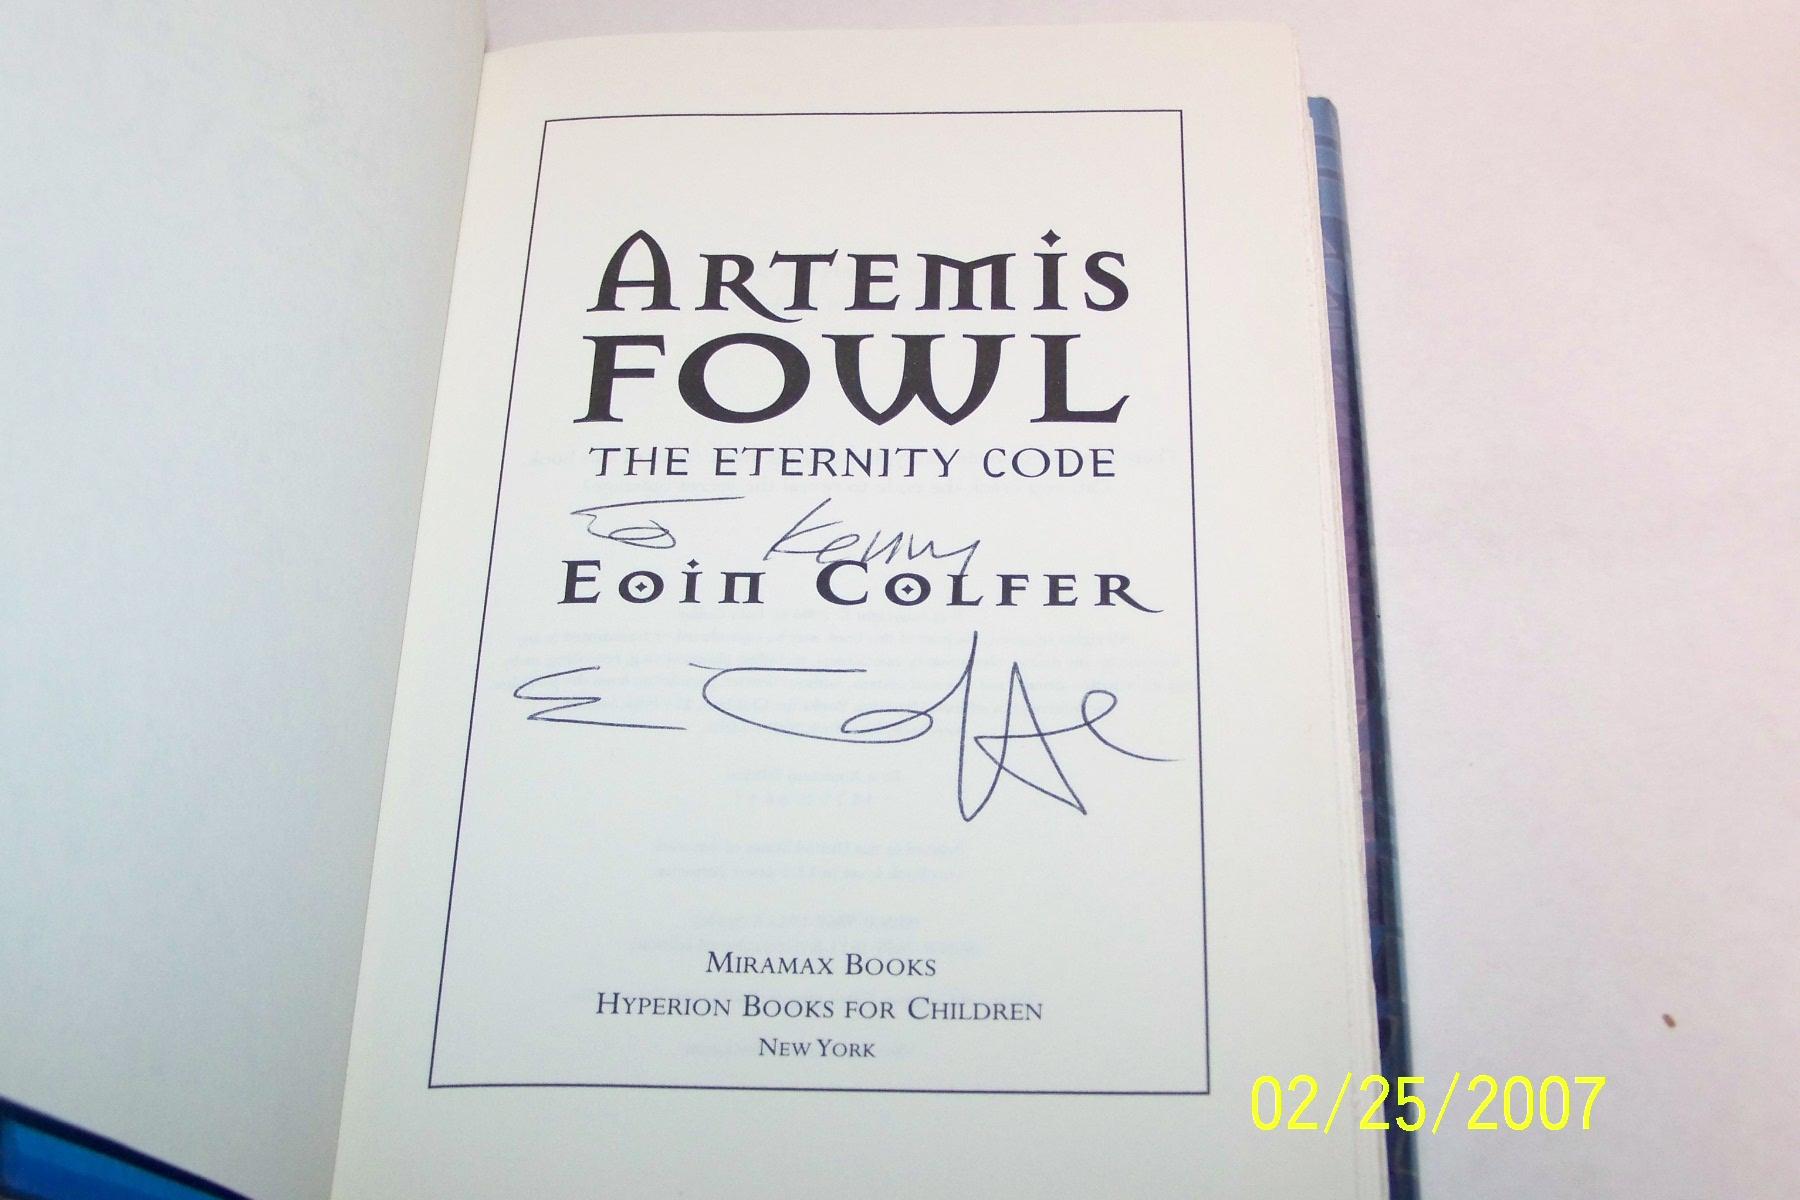 ARTEMIS
FOWL
THE ETERNITY CODE
To Kenny
EOIN COLFER
E Colfer
MIRAMAX BOOKS
HYPERION BOOKS FOR CHILDREN
NEW YORK
02/25/2007